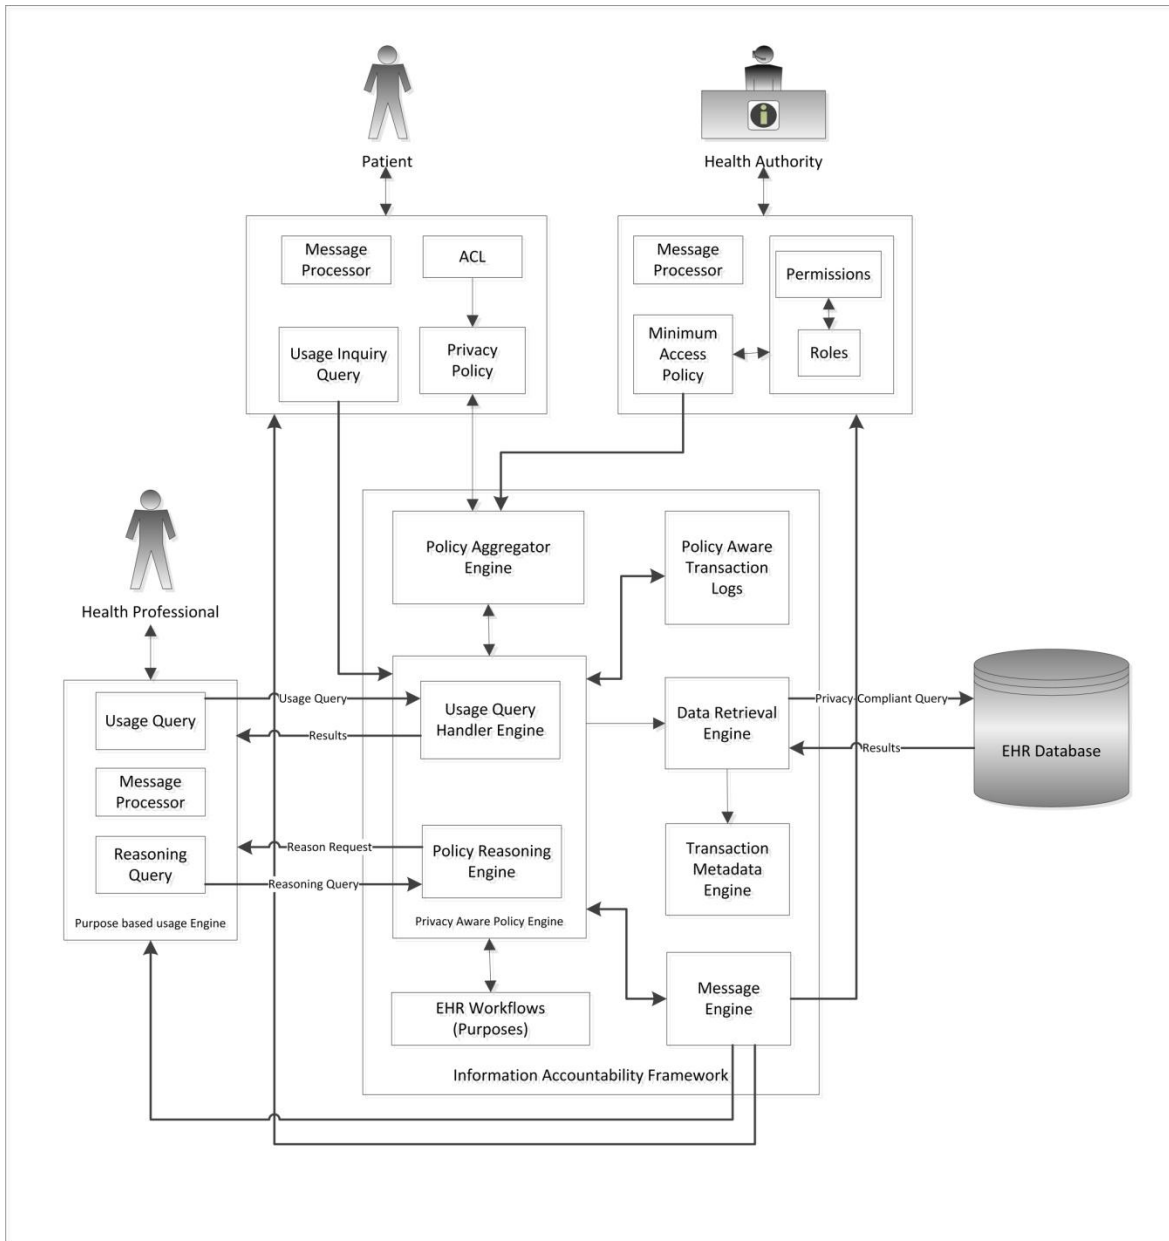 Patient
Health Authority
Message
Processor
ACL
Usage Inquiry
Query
Privacy
Policy
Message
Processor
Permissions
Minimum
Access
Policy
Roles
Health Professional
Policy Aggregator
Engine
Policy Aware
Transaction
Logs
Usage Query
Usage Query
Usage Query
Handler Engine
Results
Data Retrieval
Engine
Privacy-Compliant Query
Results
EHR Database
Message
Processor
Reasoning
Query
Purpose based usage Engine
Reason Request
Reasoning Query
Policy Reasoning
Engine
Privacy Aware Policy Engine
Transaction
Metadata
Engine
EHR Workflows
(Purposes)
Message
Engine
Information Accountability Framework